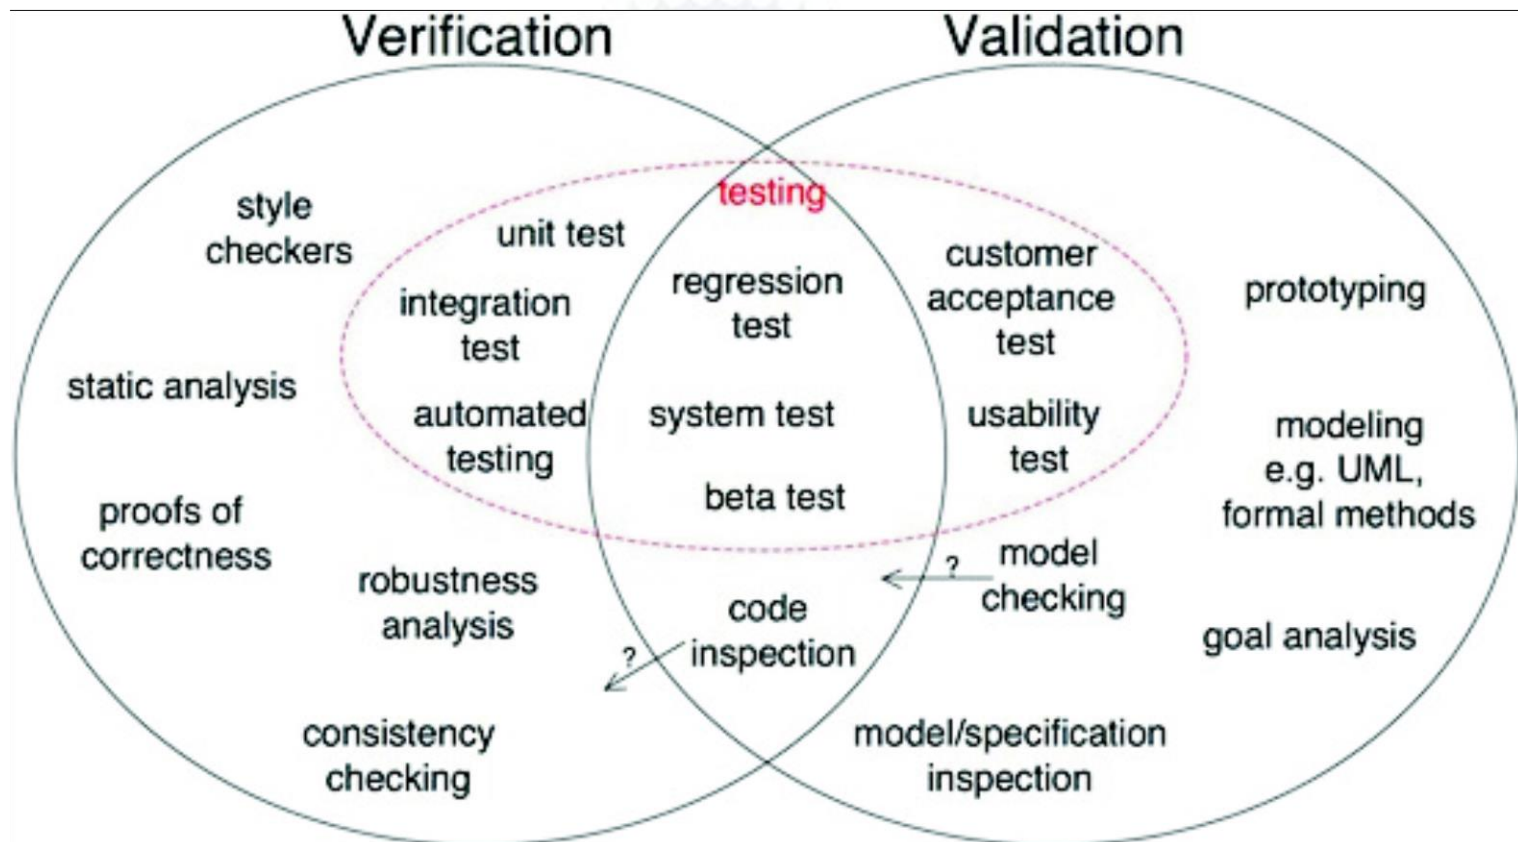 Verification
Validation
testing
style
checkers
unit test
integration
test
static analysis
automated
testing
proofs of
correctness
robustness
analysis
consistency
checking
regression
test
system test
beta test
code
inspection
?
?
customer
acceptance
test
usability
test
prototyping
modeling
e.g. UML,
formal methods
model
checking
goal analysis
model/specification
inspection